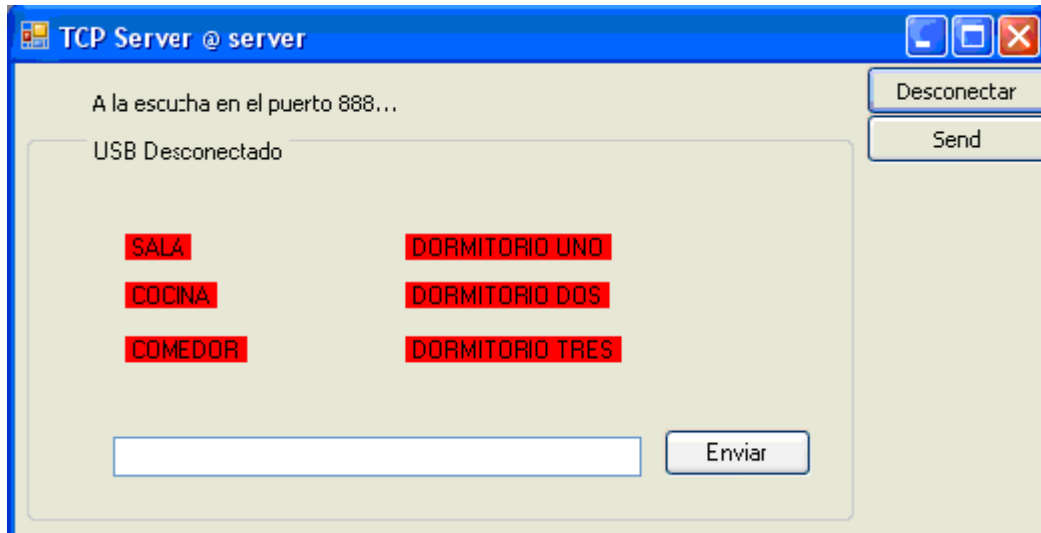 TCP Server @ server
A la escucha en el puerto 888...
Desconectar
Send
USB Desconectado
SALA
DORMITORIO UNO
COCINA
DORMITORIO DOS
COMEDOR
DORMITORIO TRES
Enviar